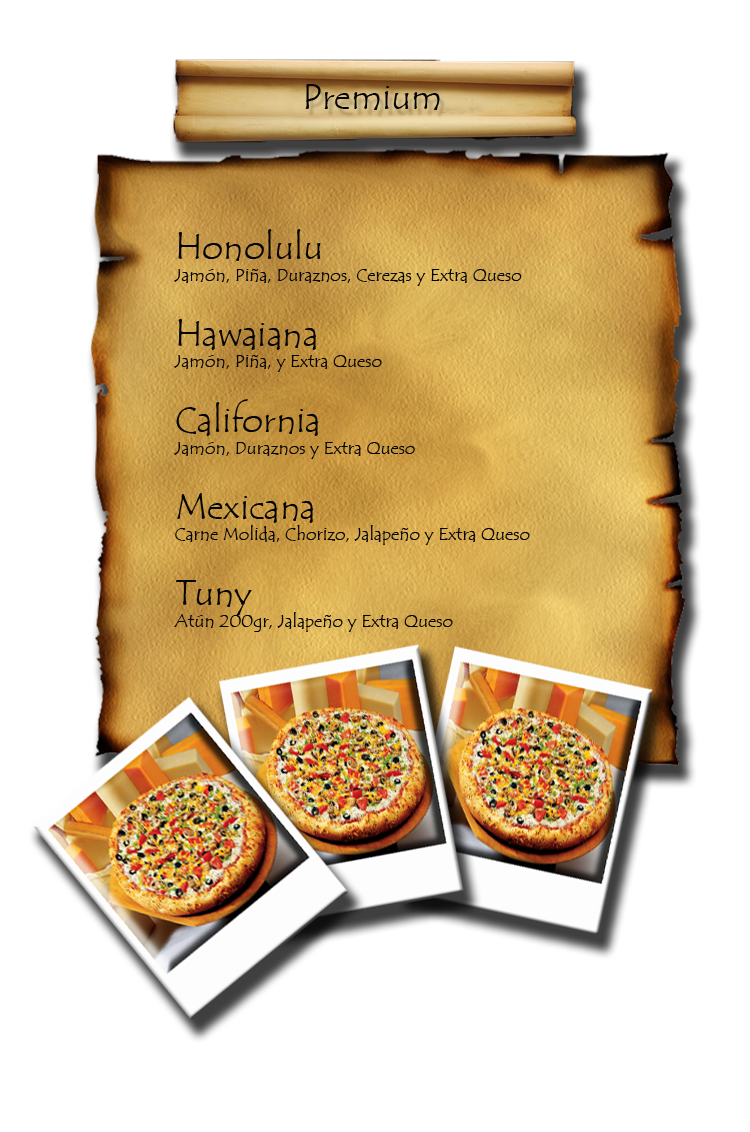 Premium
Honolulu
Jamón, Piña, Duraznos, Cerezas y Extra Queso
Hawaiana
Jamón, Piña, y Extra Queso
California
Jamón, Duraznos y Extra Queso
Mexicana
Carne Molida, Chorizo, Jalapeño y Extra Queso
Tuny
Atún 200gr, Jalapeño y Extra Queso